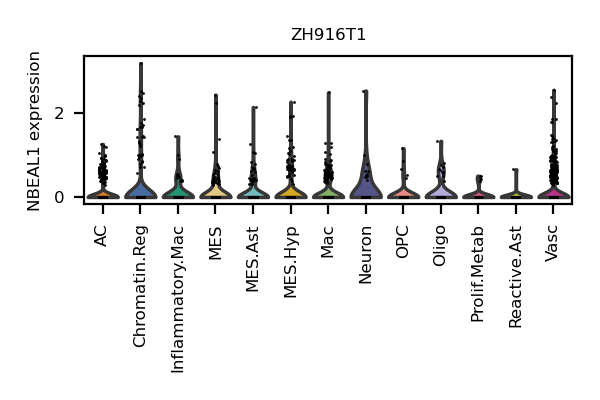 ZH916T1
NBEAL1 expression
2
0
AC
Chromatin.Reg
Inflammatory.Mac
MES
MES.Ast
MES.Hyp
Mac
Neuron
OPC
Oligo
Prolif.Metab
Reactive.Ast
Vasc